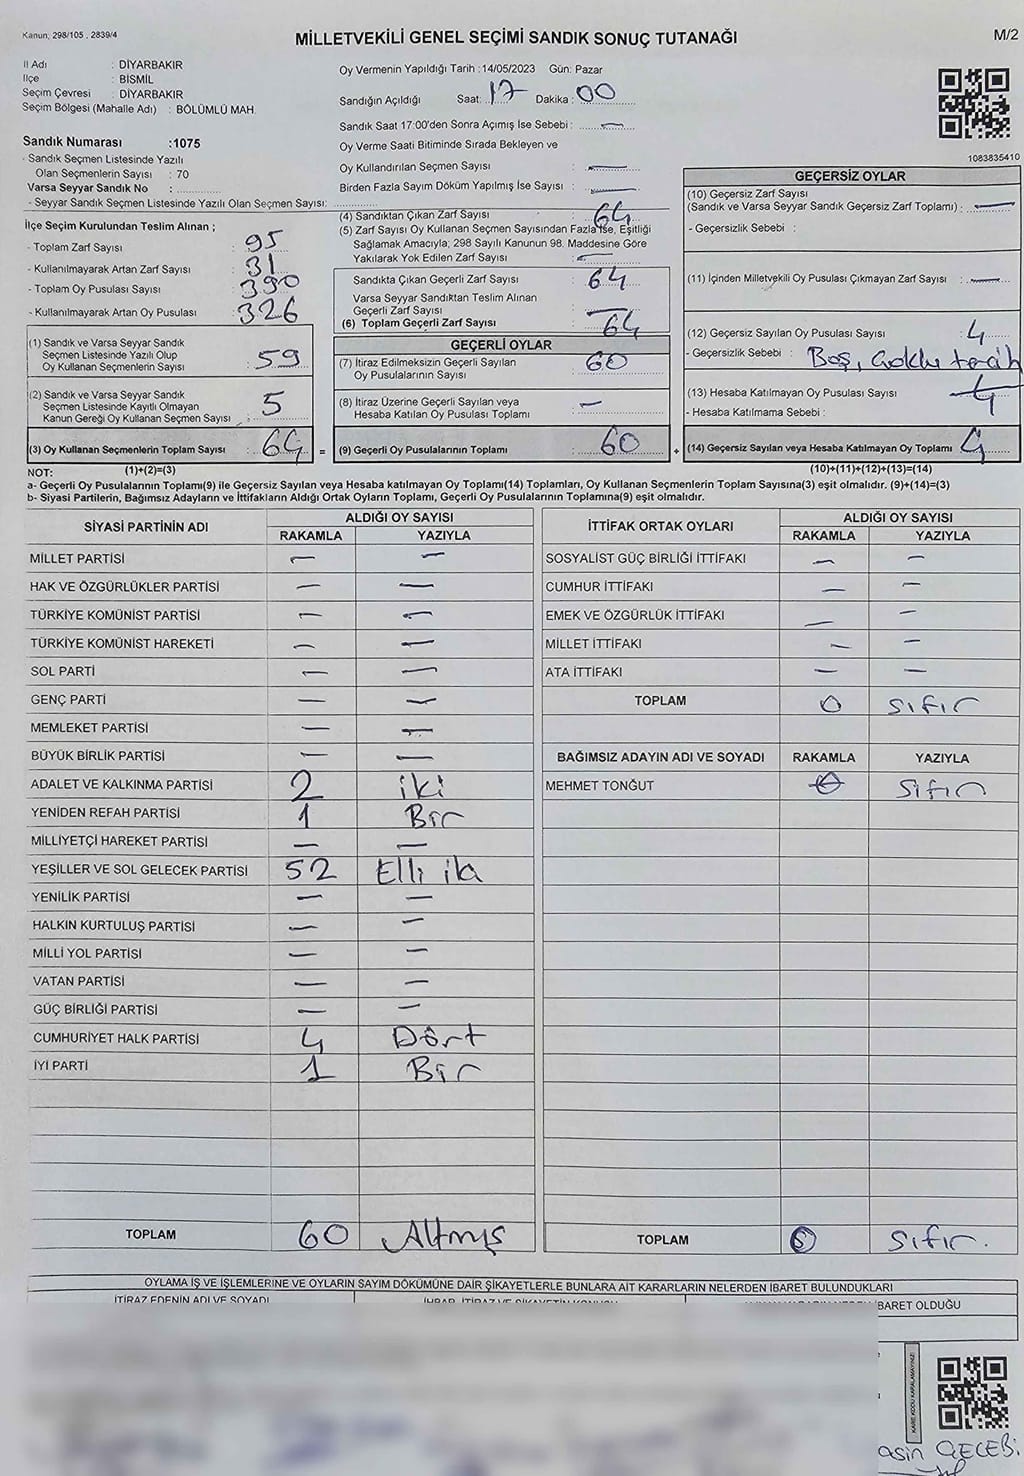 Kanun; 298/105 , 2839/4
MİLLETVEKİLİ GENEL SEÇİMİ SANDIK SONUÇ TUTANAĞI
M/2
İl Adı : DİYARBAKIR
İlçe : BİSMİL
Seçim Çevresi : DİYARBAKIR
Seçim Bölgesi (Mahalle Adı) : BÖLÜMLÜ MAH.
Sandık Numarası :1075
- Sandık Seçmen Listesinde Yazılı
Olan Seçmenlerin Sayısı : 70
Varsa Seyyar Sandık No :
- Seyyar Sandık Seçmen Listesinde Yazılı Olan Seçmen Sayısı:
Oy Vermenin Yapıldığı Tarih :14/05/2023 Gün: Pazar
Sandığın Açıldığı Saat: 17 Dakika : 00
Sandık Saat 17:00'den Sonra Açımış İse Sebebi : —
Oy Verme Saati Bitiminde Sırada Bekleyen ve
Oy Kullandırılan Seçmen Sayısı : —
Birden Fazla Sayım Döküm Yapılmış İse Sayısı : —
1083835410
İlçe Seçim Kurulundan Teslim Alınan ;
- Toplam Zarf Sayısı : 95
- Kullanılmayarak Artan Zarf Sayısı : 31
- Toplam Oy Pusulası Sayısı : 390
- Kullanılmayarak Artan Oy Pusulası : 326
(4) Sandıktan Çıkan Zarf Sayısı : 64
(5) Zarf Sayısı Oy Kullanan Seçmen Sayısından Fazla İse, Eşitliği
Sağlamak Amacıyla; 298 Sayılı Kanunun 98. Maddesine Göre
Yakılarak Yok Edilen Zarf Sayısı : —
Sandıkta Çıkan Geçerli Zarf Sayısı : 64
Varsa Seyyar Sandıktan Teslim Alınan
Geçerli Zarf Sayısı : —
(6) Toplam Geçerli Zarf Sayısı : 64
GEÇERSİZ OYLAR
(10) Geçersiz Zarf Sayısı
(Sandık ve Varsa Seyyar Sandık Geçersiz Zarf Toplamı) : —
- Geçersizlik Sebebi :
(11) İçinden Milletvekili Oy Pusulası Çıkmayan Zarf Sayısı : —
(12) Geçersiz Sayılan Oy Pusulası Sayısı : 4
- Geçersizlik Sebebi : Boş,
(13) Hesaba Katılmayan Oy Pusulası Sayısı : 4
- Hesaba Katılmama Sebebi :
(14) Geçersiz Sayılan veya Hesaba Katılmayan Oy Toplamı 4
(1) Sandık ve Varsa Seyyar Sandık
Seçmen Listesinde Yazılı Olup
Oy Kullanan Seçmenlerin Sayısı : 59
(2) Sandık ve Varsa Seyyar Sandık
Seçmen Listesinde Kayıtlı Olmayan
Kanun Gereği Oy Kullanan Seçmen Sayısı : 5
(3) Oy Kullanan Seçmenlerin Toplam Sayısı : 64 =
GEÇERLİ OYLAR
(7) İtiraz Edilmeksizin Geçerli Sayılan
Oy Pusulalarının Sayısı : 60
(8) İtiraz Üzerine Geçerli Sayılan veya
Hesaba Katılan Oy Pusulası Toplamı : —
(9) Geçerli Oy Pusulalarının Toplamı : 60 +
NOT: (1)+(2)=(3) (10)+(11)+(12)+(13)=(14)
a- Geçerli Oy Pusulalarının Toplamı(9) ile Geçersiz Sayılan veya Hesaba katılmayan Oy Toplamı(14) Toplamları, Oy Kullanan Seçmenlerin Toplam Sayısına(3) eşit olmalıdır. (9)+(14)=(3)
b- Siyasi Partilerin, Bağımsız Adayların ve İttifakların Aldığı Ortak Oyların Toplamı, Geçerli Oy Pusulalarının Toplamına(9) eşit olmalıdır.
SİYASİ PARTİNİN ADI ALDIĞI OY SAYISI
RAKAMLA YAZIYLA
MİLLET PARTİSİ — —
HAK VE ÖZGÜRLÜKLER PARTİSİ — —
TÜRKİYE KOMÜNİST PARTİSİ — —
TÜRKİYE KOMÜNİST HAREKETİ — —
SOL PARTİ — —
GENÇ PARTİ — —
MEMLEKET PARTİSİ — —
BÜYÜK BİRLİK PARTİSİ — —
ADALET VE KALKINMA PARTİSİ 2 iki
YENİDEN REFAH PARTİSİ 1 Bir
MİLLİYETÇİ HAREKET PARTİSİ — —
YEŞİLLER VE SOL GELECEK PARTİSİ 52 Elli iki
YENİLİK PARTİSİ — —
HALKIN KURTULUŞ PARTİSİ — —
MİLLİ YOL PARTİSİ — —
VATAN PARTİSİ — —
GÜÇ BİRLİĞİ PARTİSİ — —
CUMHURİYET HALK PARTİSİ 4 Dört
İYİ PARTİ 1 Bir
TOPLAM 60 Altmış
İTTİFAK ORTAK OYLARI ALDIĞI OY SAYISI
RAKAMLA YAZIYLA
SOSYALİST GÜÇ BİRLİĞİ İTTİFAKI — —
CUMHUR İTTİFAKI — —
EMEK VE ÖZGÜRLÜK İTTİFAKI — —
MİLLET İTTİFAKI — —
ATA İTTİFAKI — —
TOPLAM 0 sıfır
BAĞIMSIZ ADAYIN ADI VE SOYADI RAKAMLA YAZIYLA
MEHMET TONĞUT 0 sıfır
TOPLAM sıfır.
OYLAMA İŞ VE İŞLEMLERİNE VE OYLARIN SAYIM DÖKÜMÜNE DAİR ŞİKAYETLERLE BUNLARA AİT KARARLARIN NELERDEN İBARET BULUNDUKLARI
İTİRAZ EDENİN ADI VE SOYADI
İHBAR, İTİRAZ VE ŞİKAYETİN KONUSU
İBARET OLDUĞU
KARE KODU KARALAMAYINIZ!